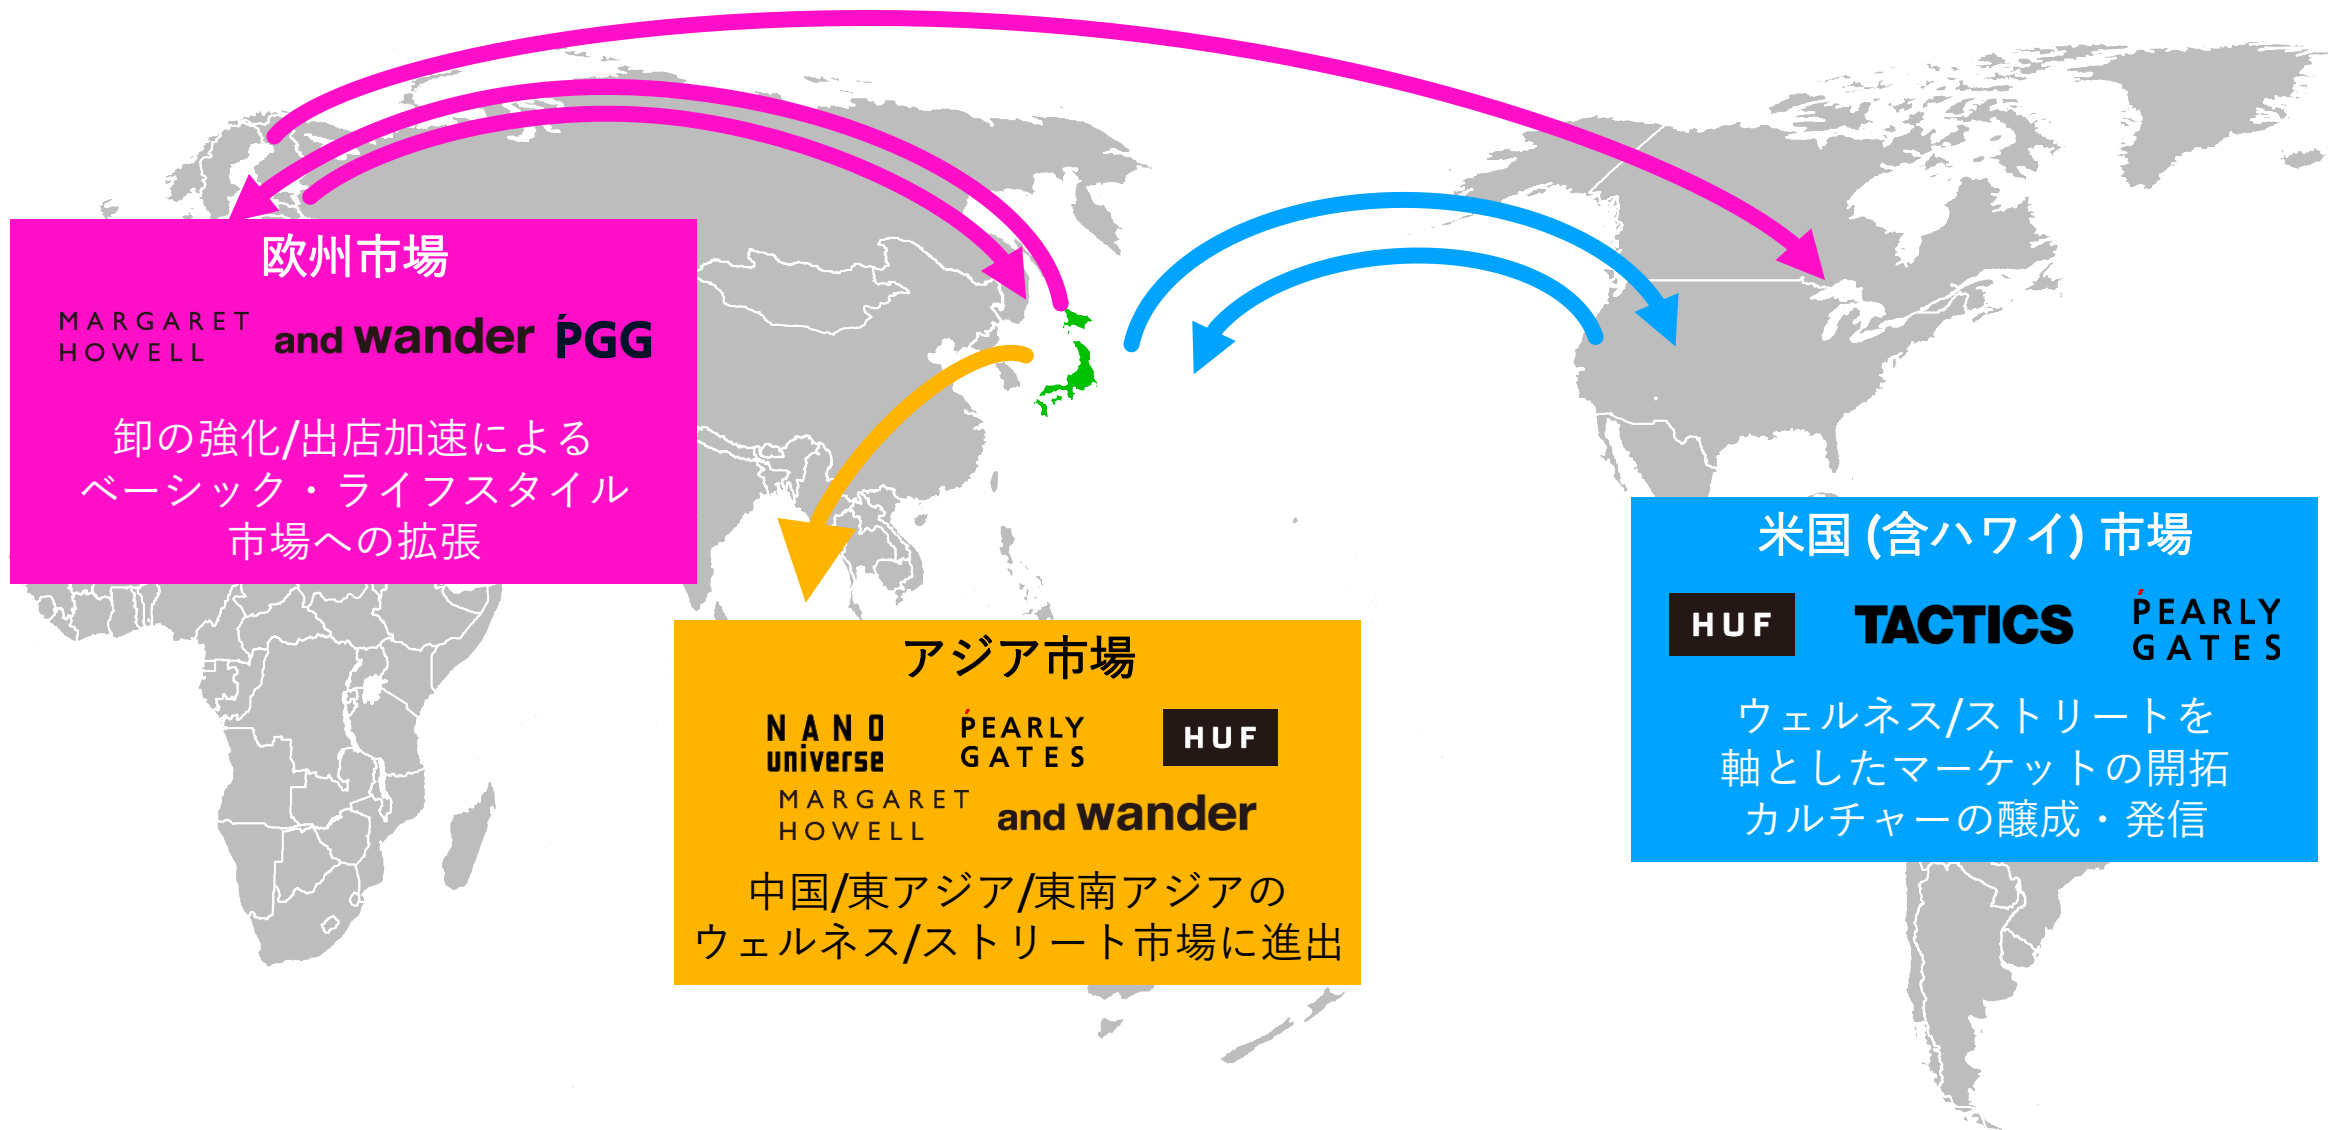 欧州市場
MARGARET
HOWELL
and wander
PGG
卸の強化/出店加速による
ベーシック・ライフスタイル
市場への拡張
アジア市場
NANO
universe
PEARLY
GATES
HUF
MARGARET
HOWELL
and wander
中国/東アジア/東南アジアの
ウェルネス/ストリート市場に進出
米国 (含ハワイ) 市場
HUF
TACTICS
PEARLY
GATES
ウェルネス/ストリートを
軸としたマーケットの開拓
カルチャーの醸成・発信